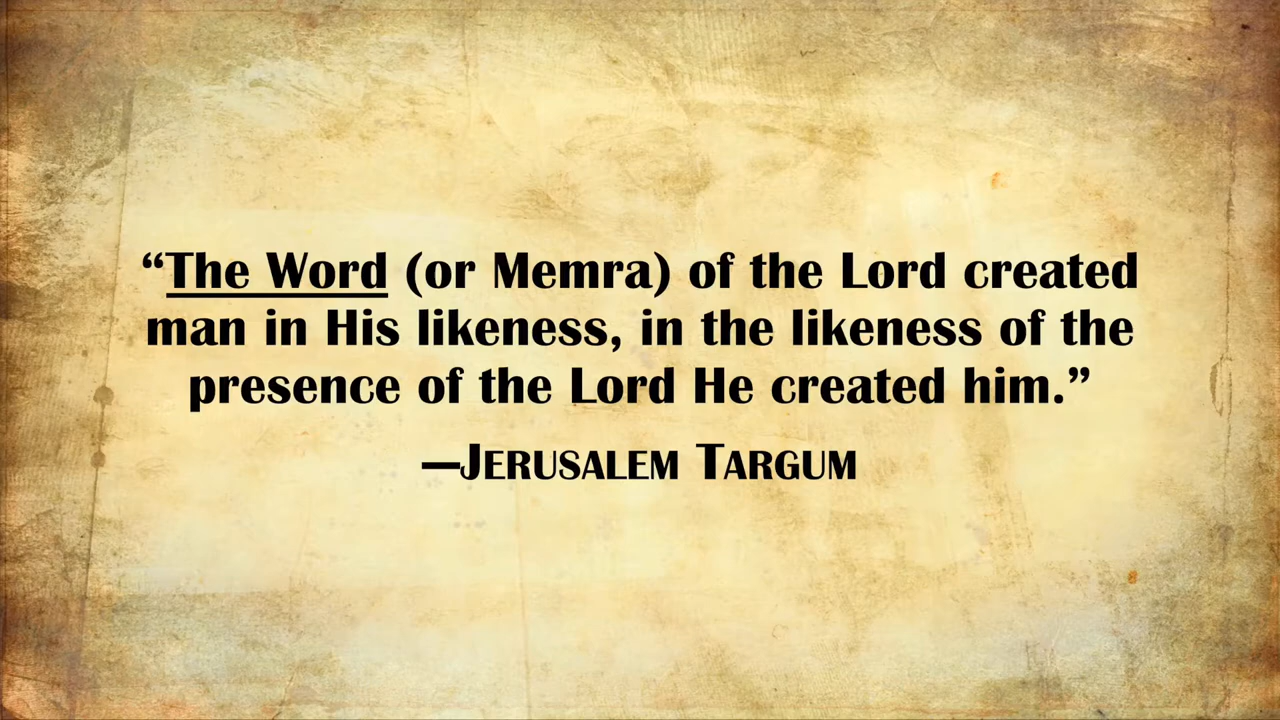 “The Word (or Memra) of the Lord created
man in His likeness, in the likeness of the
presence of the Lord He created him.”
—JERUSALEM TARGUM